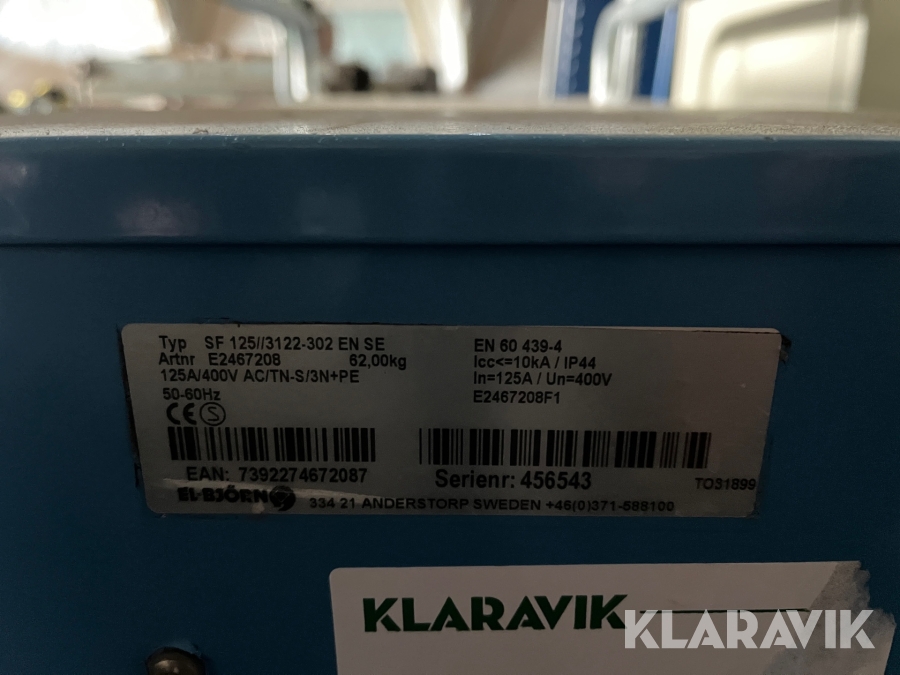 Typ SF 125//3122-302 EN SE
Artnr E2467208 62,00kg
125A/400V AC/TN-S/3N+PE
50-60Hz
CE S
EN 60 439-4
Icc<=10kA / IP44
In=125A / Un=400V
E2467208F1
EAN: 7392274672087
Serienr: 456543
TO31899
EL-BJÖRN
334 21 ANDERSTORP SWEDEN +46(0)371-588100
KLARAVIK
KLARAVIK